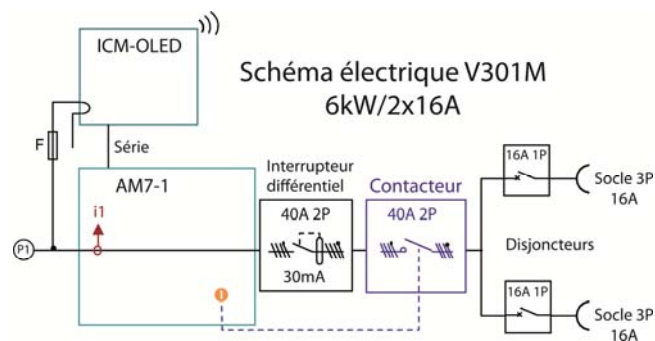 ICM-OLED
Schéma électrique V301M
6kW/2x16A
F
Série
AM7-1
i1
P1
1
Interrupteur
différentiel
40A 2P
30mA
Contacteur
40A 2P
16A 1P
Socle 3P
16A
Disjoncteurs
16A 1P
Socle 3P
16A